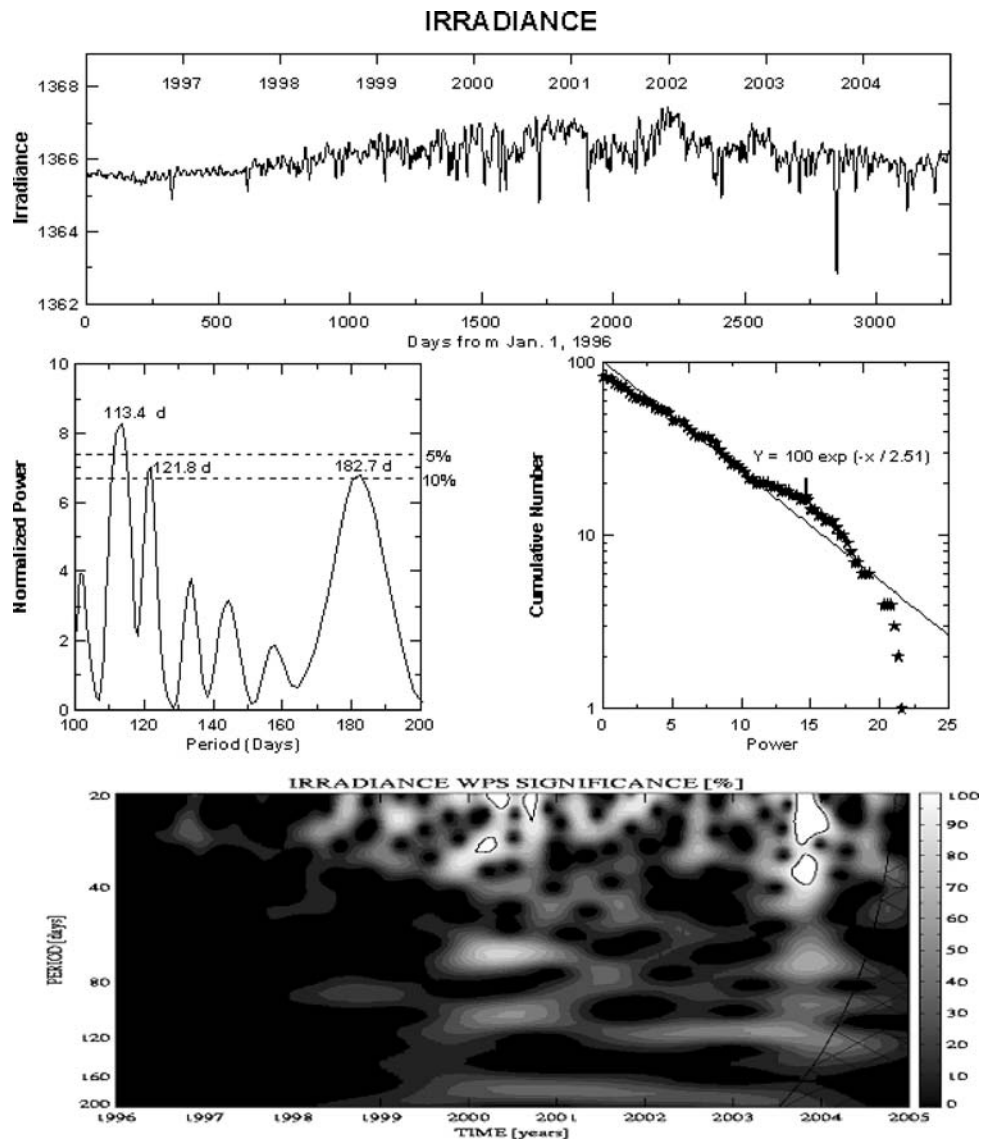 IRRADIANCE
1997 1998 1999 2000 2001 2002 2003 2004
1368
1366
1364
1362
Irradiance
0 500 1000 1500 2000 2500 3000
Days from Jan. 1, 1996
10
8
6
4
2
0
Normalized Power
113.4 d
5%
121.8 d
182.7 d
10%
100 120 140 160 180 200
Period (Days)
100
10
1
Cumulative Number
Y = 100 exp (-x / 2.51)
0 5 10 15 20 25
Power
IRRADIANCE WPS SIGNIFICANCE [%]
20
40
80
120
160
200
PERIOD [days]
1996 1997 1998 1999 2000 2001 2002 2003 2004 2005
TIME [years]
100
90
80
70
60
50
40
30
20
10
0